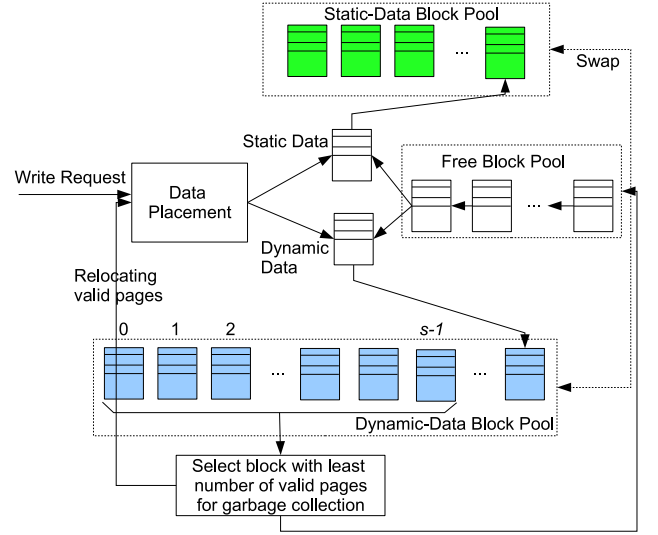 Static-Data Block Pool
...
Swap
Static Data
Free Block Pool
Write Request
Data
Placement
...
Dynamic
Data
Relocating
valid pages
0 1 2 s-1
... ...
Dynamic-Data Block Pool
Select block with least
number of valid pages
for garbage collection